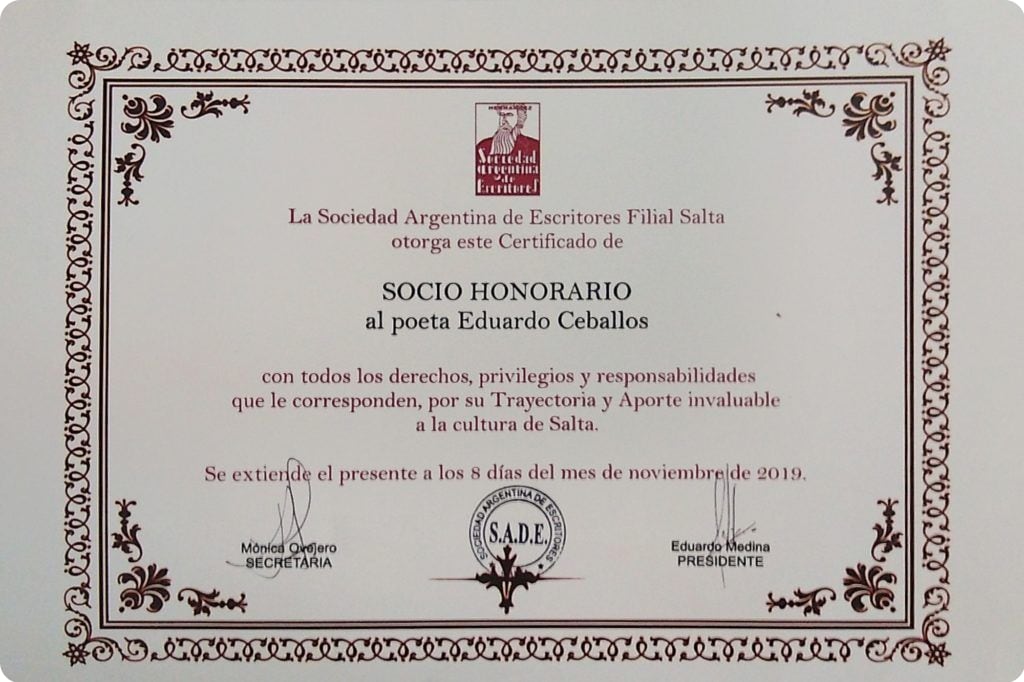 HERNANDEZ
Sociedad
argentina
de
Escritores
La Sociedad Argentina de Escritores Filial Salta
otorga este Certificado de
SOCIO HONORARIO
al poeta Eduardo Ceballos
con todos los derechos, privilegios y responsabilidades
que le corresponden, por su Trayectoria y Aporte invaluable
a la cultura de Salta.
Se extiende el presente a los 8 días del mes de noviembre de 2019.
Mónica Ovejero
SECRETARIA
SOCIEDAD ARGENTINA DE ESCRITORES
S.A.D.E.
Eduardo Medina
PRESIDENTE